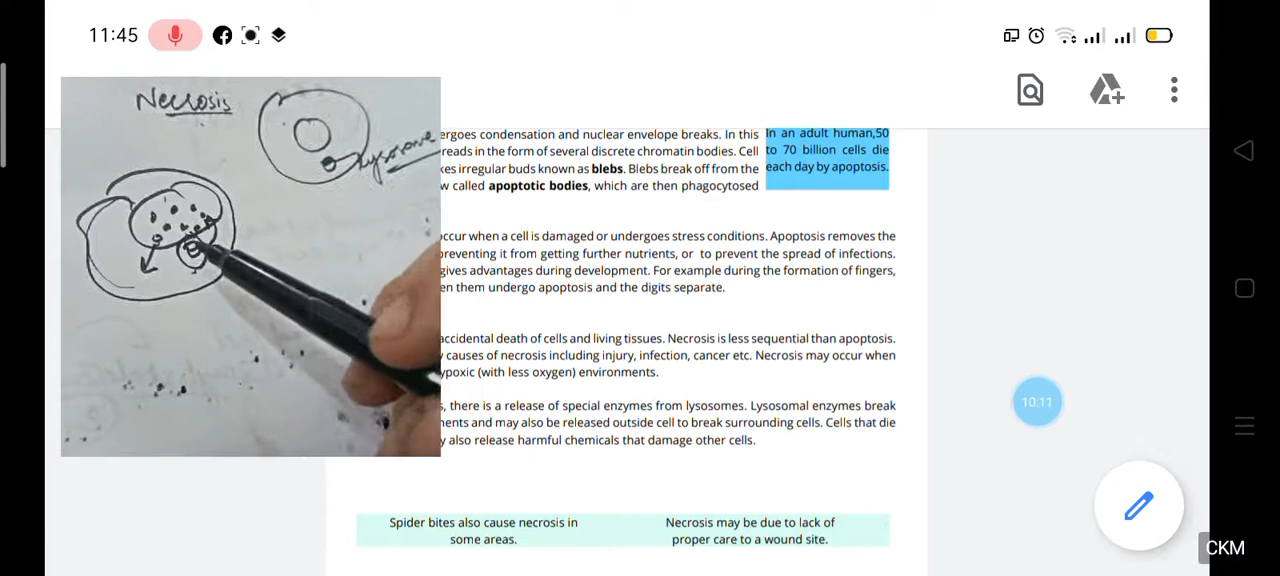 11:45
Necrosis
Lysosome
ergoes condensation and nuclear envelope breaks. In this
reads in the form of several discrete chromatin bodies. Cell
kes irregular buds known as blebs. Blebs break off from the
w called apoptotic bodies, which are then phagocytosed
In an adult human,50
to 70 billion cells die
each day by apoptosis.
ccur when a cell is damaged or undergoes stress conditions. Apoptosis removes the
preventing it from getting further nutrients, or to prevent the spread of infections.
gives advantages during development. For example during the formation of fingers,
en them undergo apoptosis and the digits separate.
accidental death of cells and living tissues. Necrosis is less sequential than apoptosis.
y causes of necrosis including injury, infection, cancer etc. Necrosis may occur when
ypoxic (with less oxygen) environments.
s, there is a release of special enzymes from lysosomes. Lysosomal enzymes break
nents and may also be released outside cell to break surrounding cells. Cells that die
y also release harmful chemicals that damage other cells.
10:11
Spider bites also cause necrosis in
some areas.
Necrosis may be due to lack of
proper care to a wound site.
CKM